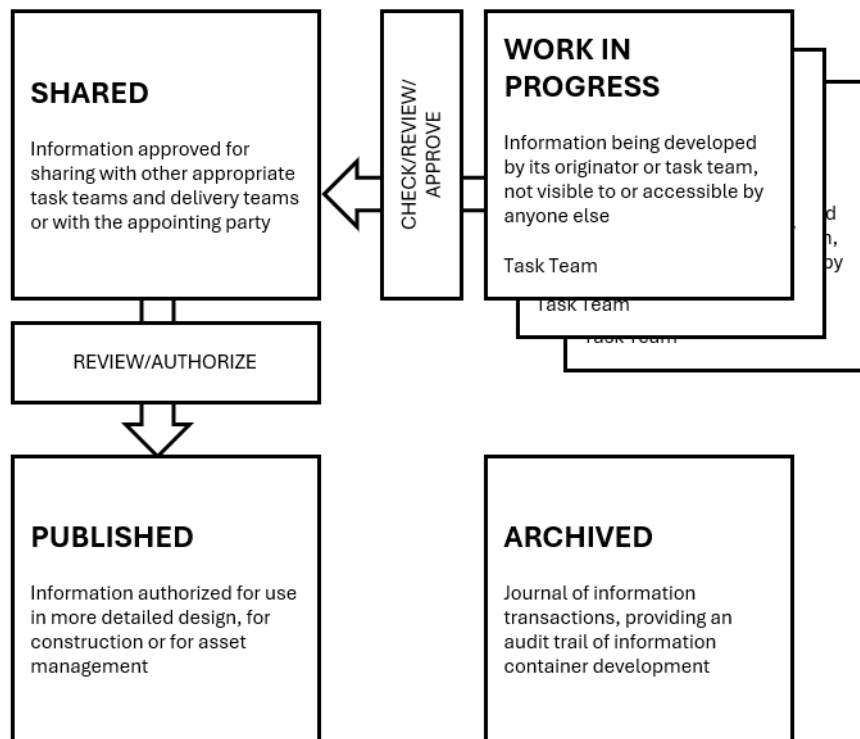 SHARED
Information approved for
sharing with other appropriate
task teams and delivery teams
or with the appointing party
CHECK/REVIEW/
APPROVE
WORK IN
PROGRESS
Information being developed
by its originator or task team,
not visible to or accessible by
anyone else
Task Team
Task Team
Task Team
by
REVIEW/AUTHORIZE
PUBLISHED
Information authorized for use
in more detailed design, for
construction or for asset
management
ARCHIVED
Journal of information
transactions, providing an
audit trail of information
container development